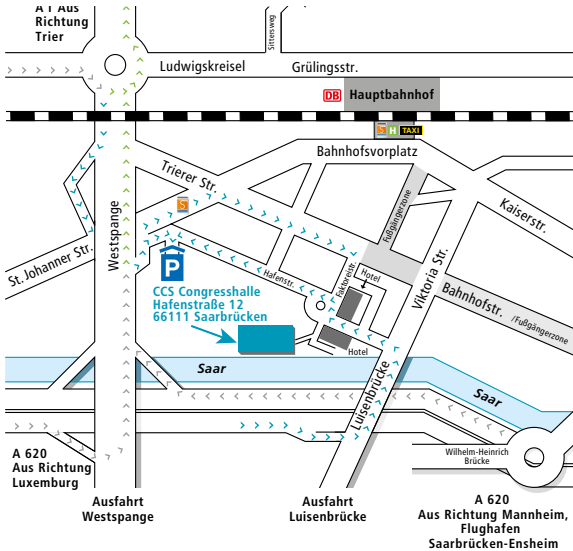 A 1 Aus
Richtung
Trier
Sittersweg
Ludwigskreisel
Grülingsstr.
DB Hauptbahnhof
S H TAXI
Bahnhofsvorplatz
Trierer Str.
Fußgängerzone
Kaiserstr.
S
Westspange
St. Johanner Str.
P
Hafenstr.
Faktoreistr.
Hotel
Viktoria Str.
Bahnhofstr. /Fußgängerzone
CCS Congresshalle
Hafenstraße 12
66111 Saarbrücken
Hotel
Saar
Luisenbrücke
Saar
A 620
Aus Richtung
Luxemburg
Wilhelm-Heinrich
Brücke
Ausfahrt
Westspange
Ausfahrt
Luisenbrücke
A 620
Aus Richtung Mannheim,
Flughafen
Saarbrücken-Ensheim